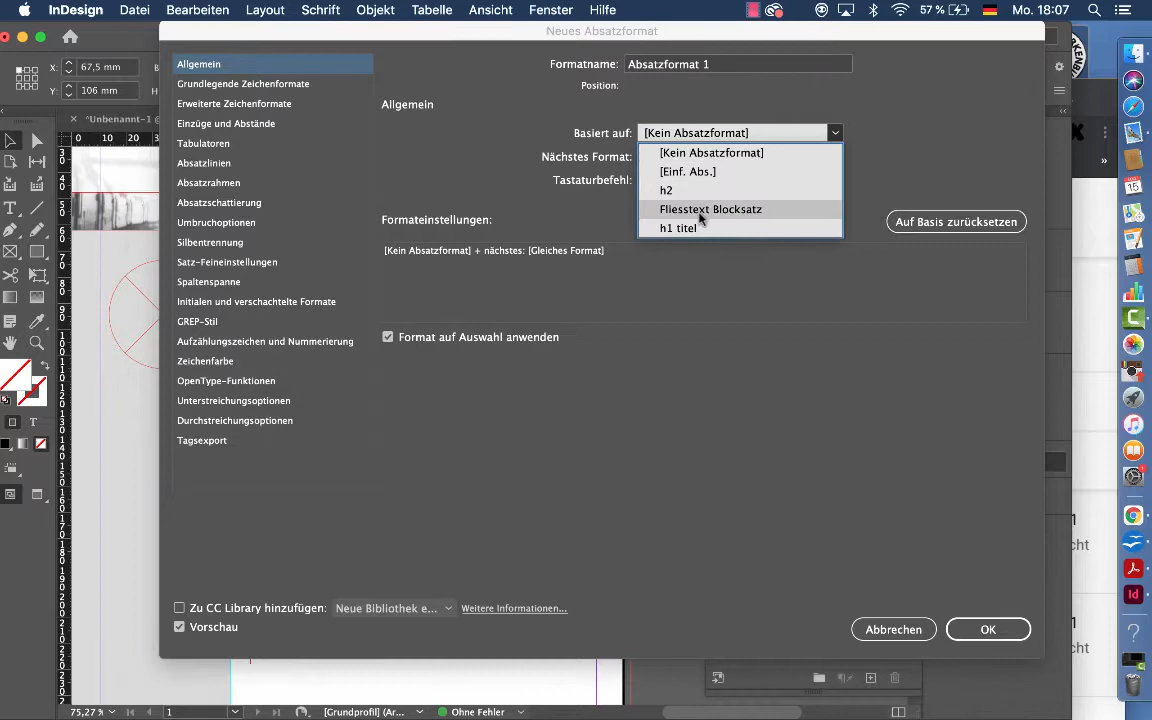 InDesign Datei Bearbeiten Layout Schrift Objekt Tabelle Ansicht Fenster Hilfe 57 % Mo. 18:07
Neues Absatzformat
X: 67,5 mm
Y: 106 mm
*Unbenannt-1 @
0 10 20 30
Allgemein
Grundlegende Zeichenformate
Erweiterte Zeichenformate
Einzüge und Abstände
Tabulatoren
Absatzlinien
Absatzrahmen
Absatzschattierung
Umbruchoptionen
Silbentrennung
Satz-Feineinstellungen
Spaltenspanne
Initialen und verschachtelte Formate
GREP-Stil
Aufzählungszeichen und Nummerierung
Zeichenfarbe
OpenType-Funktionen
Unterstreichungsoptionen
Durchstreichungsoptionen
Tagsexport
Formatname: Absatzformat 1
Position:
Allgemein
Basiert auf: [Kein Absatzformat]
Nächstes Format:
Tastaturbefehl:
[Kein Absatzformat]
[Einf. Abs.]
h2
Fliesstext Blocksatz
h1 titel
Formateinstellungen:
Auf Basis zurücksetzen
[Kein Absatzformat] + nächstes: [Gleiches Format]
Format auf Auswahl anwenden
Zu CC Library hinzufügen: Neue Bibliothek e... Weitere Informationen...
Vorschau
Abbrechen OK
75,27 % 1 [Grundprofil] (Ar... Ohne Fehler